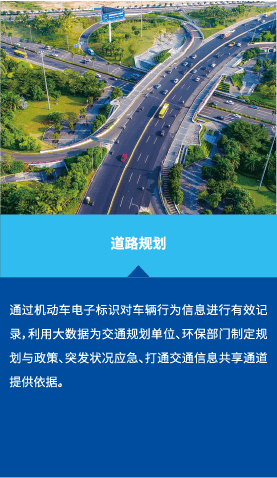 道路规划
通过机动车电子标识对车辆行为信息进行有效记
录，利用大数据为交通规划单位、环保部门制定规
划与政策、突发状况应急、打通交通信息共享通道
提供依据。